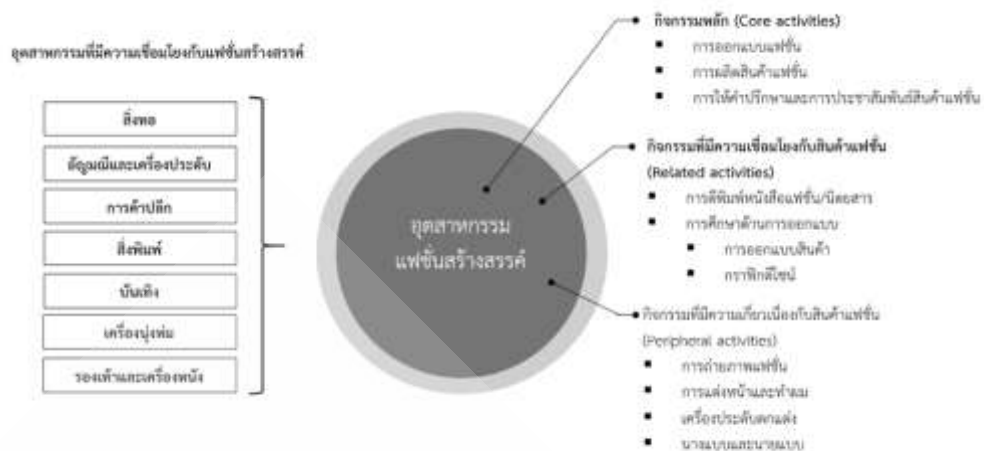 อุตสาหกรรมที่มีความเชื่อมโยงกับแฟชั่นสร้างสรรค์
สิ่งทอ
อัญมณีและเครื่องประดับ
การค้าปลีก
สิ่งพิมพ์
บันเทิง
เครื่องนุ่งห่ม
รองเท้าและเครื่องหนัง
อุตสาหกรรม
แฟชั่นสร้างสรรค์
กิจกรรมหลัก (Core activities)
การออกแบบแฟชั่น
การผลิตสินค้าแฟชั่น
การให้คำปรึกษาและการประชาสัมพันธ์สินค้าแฟชั่น
กิจกรรมที่มีความเชื่อมโยงกับสินค้าแฟชั่น
(Related activities)
การตีพิมพ์หนังสือแฟชั่น/นิตยสาร
การศึกษาด้านการออกแบบ
การออกแบบสินค้า
กราฟิกดีไซน์
กิจกรรมที่มีความเกี่ยวเนื่องกับสินค้าแฟชั่น
(Peripheral activities)
การถ่ายภาพแฟชั่น
การแต่งหน้าและทำผม
เครื่องประดับตกแต่ง
นางแบบและนายแบบ